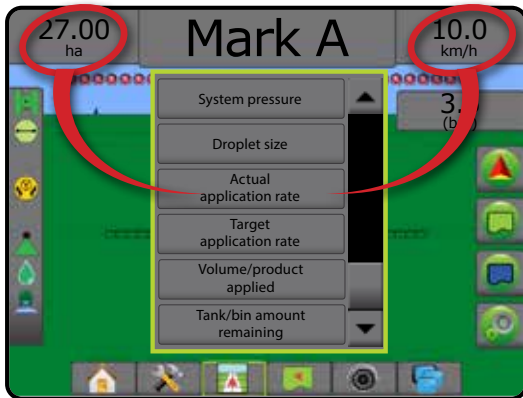 27.00
ha
Mark A
10.0
km/h
3.
System pressure
Droplet size
Actual
application rate
Target
application rate
Volume/product
applied
Tank/bin amount
remaining